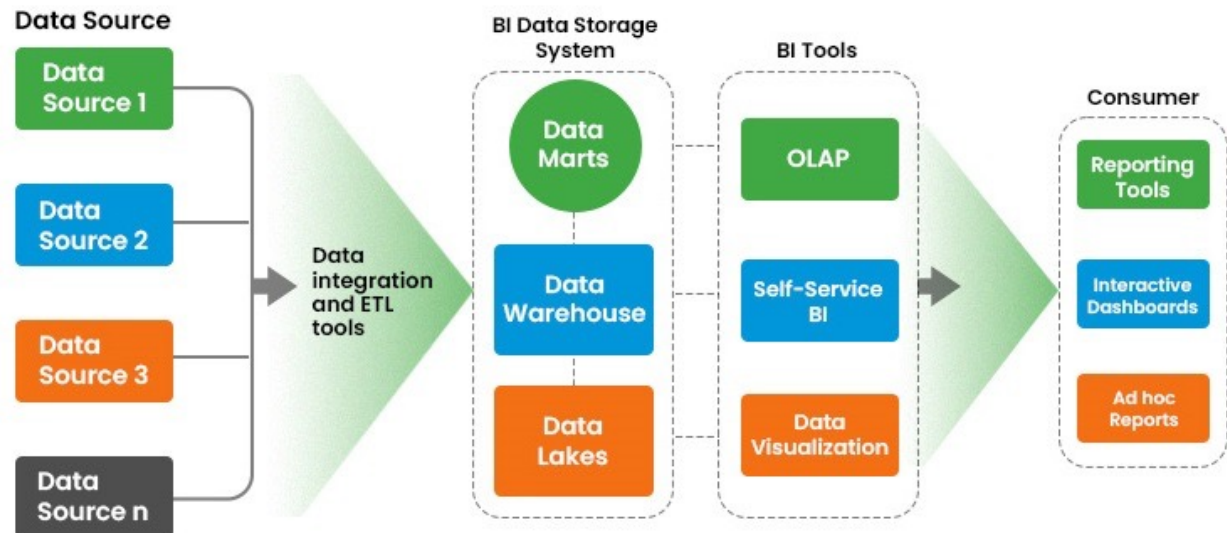 Data Source
Data
Source 1
Data
Source 2
Data
Source 3
Data
Source n
Data
integration
and ETL
tools
BI Data Storage
System
Data
Marts
Data
Warehouse
Data
Lakes
BI Tools
OLAP
Self-Service
BI
Data
Visualization
Consumer
Reporting
Tools
Interactive
Dashboards
Ad hoc
Reports